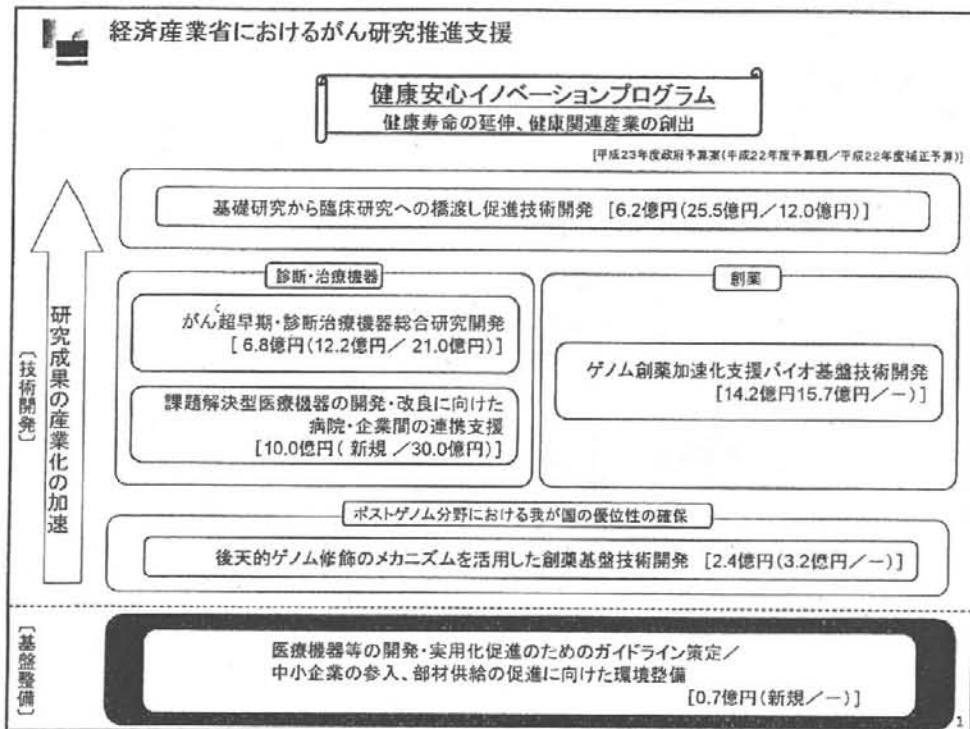 経済産業省におけるがん研究推進支援
健康安心イノベーションプログラム
健康寿命の延伸、健康関連産業の創出
[平成23年度政府予算案(平成22年度予算額/平成22年度補正予算)]
基礎研究から臨床研究への橋渡し促進技術開発 [6.2億円(25.5億円/12.0億円)]
診断・治療機器
がん超早期・診断治療機器総合研究開発
[ 6.8億円(12.2億円/ 21.0億円)]
課題解決型医療機器の開発・改良に向けた
病院・企業間の連携支援
[10.0億円( 新規 /30.0億円)]
創薬
ゲノム創薬加速化支援バイオ基盤技術開発
[14.2億円15.7億円/-)]
ポストゲノム分野における我が国の優位性の確保
後天的ゲノム修飾のメカニズムを活用した創薬基盤技術開発 [2.4億円(3.2億円/-)]
研究成果の産業化の加速
[技術開発]
[基盤整備]
医療機器等の開発・実用化促進のためのガイドライン策定/
中小企業の参入、部材供給の促進に向けた環境整備
[0.7億円(新規/-)]
1